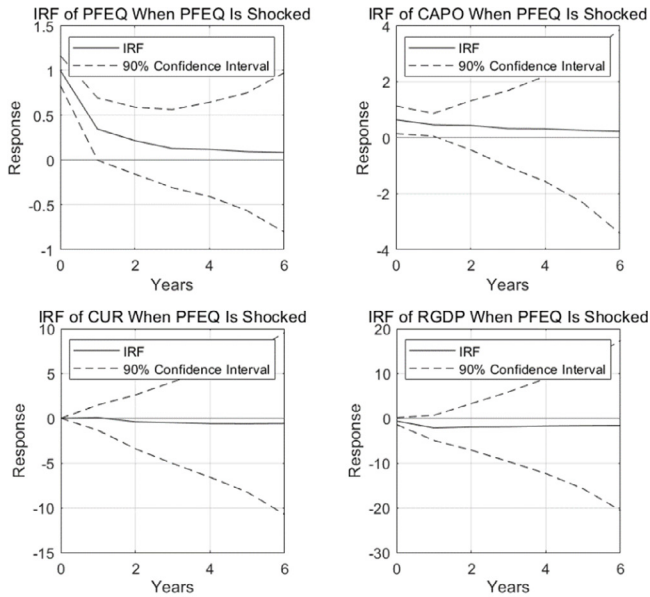 IRF of PFEQ When PFEQ Is Shocked
1.5
1
0.5
0
-0.5
-1
Response
IRF
90% Confidence Interval
0
2
4
6
Years
IRF of CAPO When PFEQ Is Shocked
4
2
0
-2
-4
Response
IRF
90% Confidence Interval
0
2
4
6
Years
IRF of CUR When PFEQ Is Shocked
10
5
0
-5
-10
-15
Response
IRF
90% Confidence Interval
0
2
4
6
Years
IRF of RGDP When PFEQ Is Shocked
20
10
0
-10
-20
-30
Response
IRF
90% Confidence Interval
0
2
4
6
Years